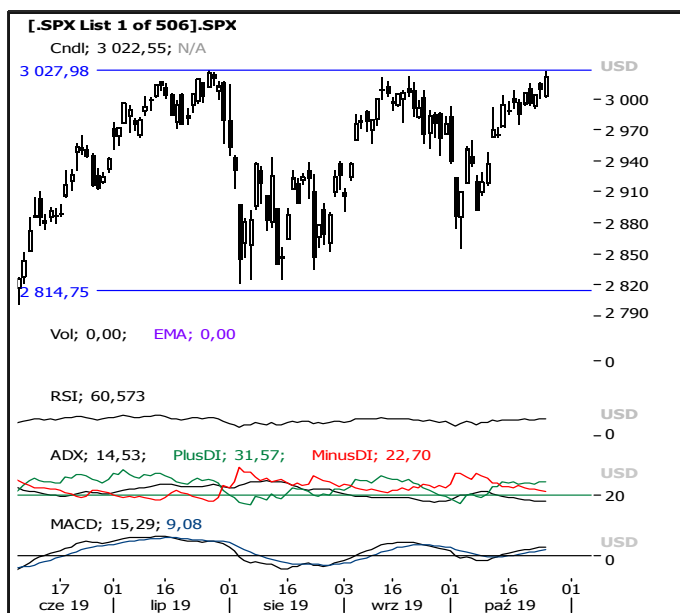 [.SPX List 1 of 506].SPX
Cndl; 3 022,55; N/A
3 027,98
USD
3 000
2 970
2 940
2 910
2 880
2 850
2 820
2 814,75
2 790
Vol; 0,00; EMA; 0,00
0
RSI; 60,573
USD
0
ADX; 14,53; PlusDI; 31,57; MinusDI; 22,70
USD
20
MACD; 15,29; 9,08
USD
0
17 01 16 01 16 03 16 01 16 01
cze 19 lip 19 sie 19 wrz 19 paź 19